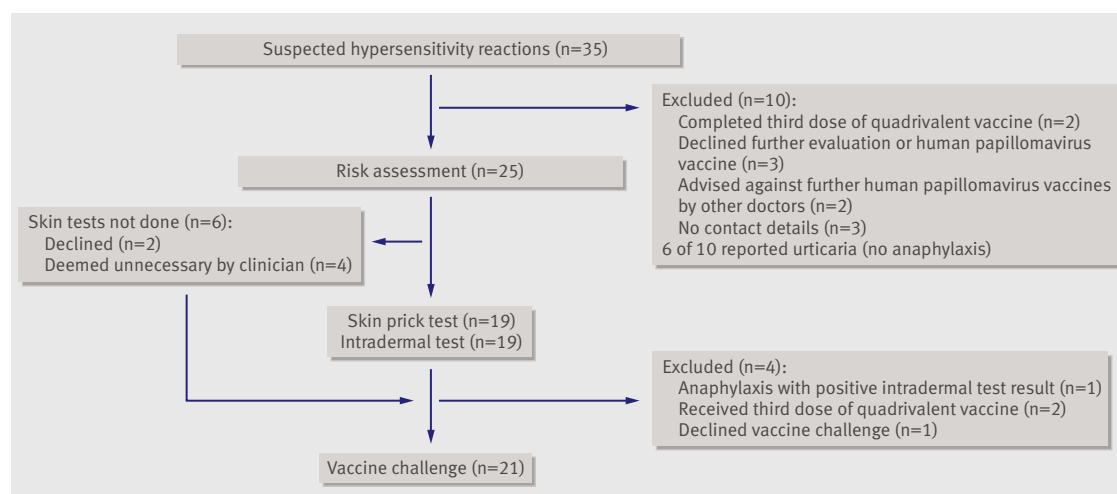 Suspected hypersensitivity reactions (n=35)
Excluded (n=10):
Completed third dose of quadrivalent vaccine (n=2)
Declined further evaluation or human papillomavirus
vaccine (n=3)
Advised against further human papillomavirus vaccines
by other doctors (n=2)
No contact details (n=3)
6 of 10 reported urticaria (no anaphylaxis)
Risk assessment (n=25)
Skin tests not done (n=6):
Declined (n=2)
Deemed unnecessary by clinician (n=4)
Skin prick test (n=19)
Intradermal test (n=19)
Excluded (n=4):
Anaphylaxis with positive intradermal test result (n=1)
Received third dose of quadrivalent vaccine (n=2)
Declined vaccine challenge (n=1)
Vaccine challenge (n=21)